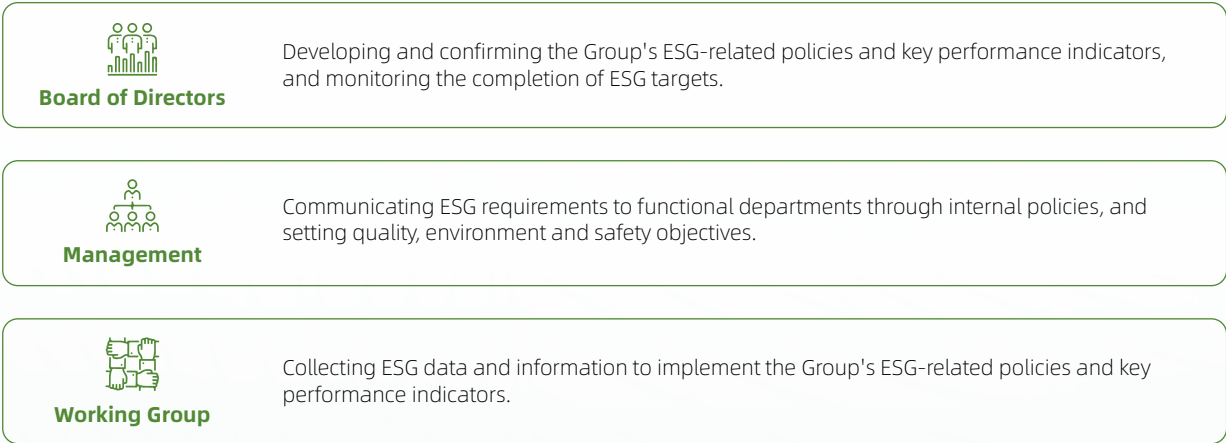 Board of Directors
Developing and confirming the Group's ESG-related policies and key performance indicators,
and monitoring the completion of ESG targets.
Management
Communicating ESG requirements to functional departments through internal policies, and
setting quality, environment and safety objectives.
Working Group
Collecting ESG data and information to implement the Group's ESG-related policies and key
performance indicators.